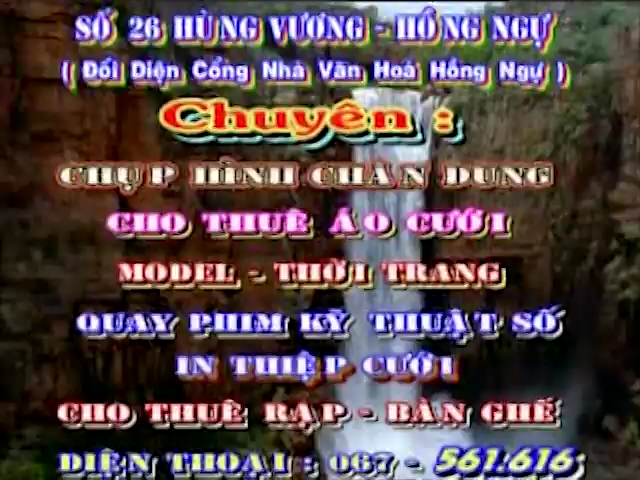 SỐ 26 HÙNG VƯƠNG - HỒNG NGỰ
( Đối Diện Cổng Nhà Văn Hoá Hồng Ngự )
Chuyên :
CHỤP HÌNH CHÂN DUNG
CHO THUÊ ÁO CƯỚI
MODEL - THỜI TRANG
QUAY PHIM KỸ THUẬT SỐ
IN THIỆP CƯỚI
CHO THUÊ RẠP - BÀN GHẾ
ĐIỆN THOẠI : 067 - 561.616